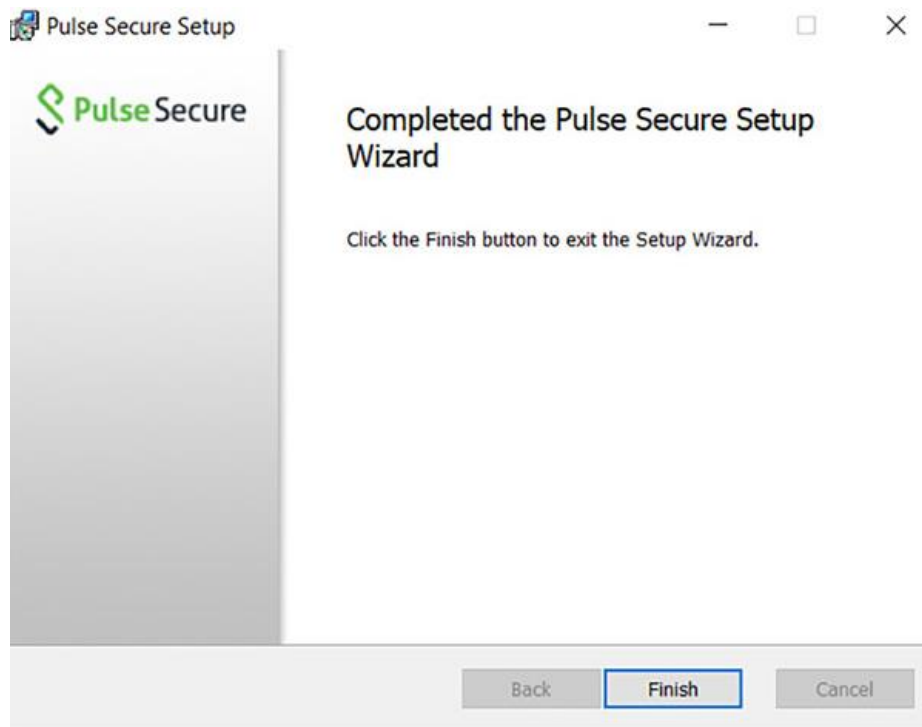 Pulse Secure Setup
Pulse Secure
Completed the Pulse Secure Setup
Wizard
Click the Finish button to exit the Setup Wizard.
Back
Finish
Cancel